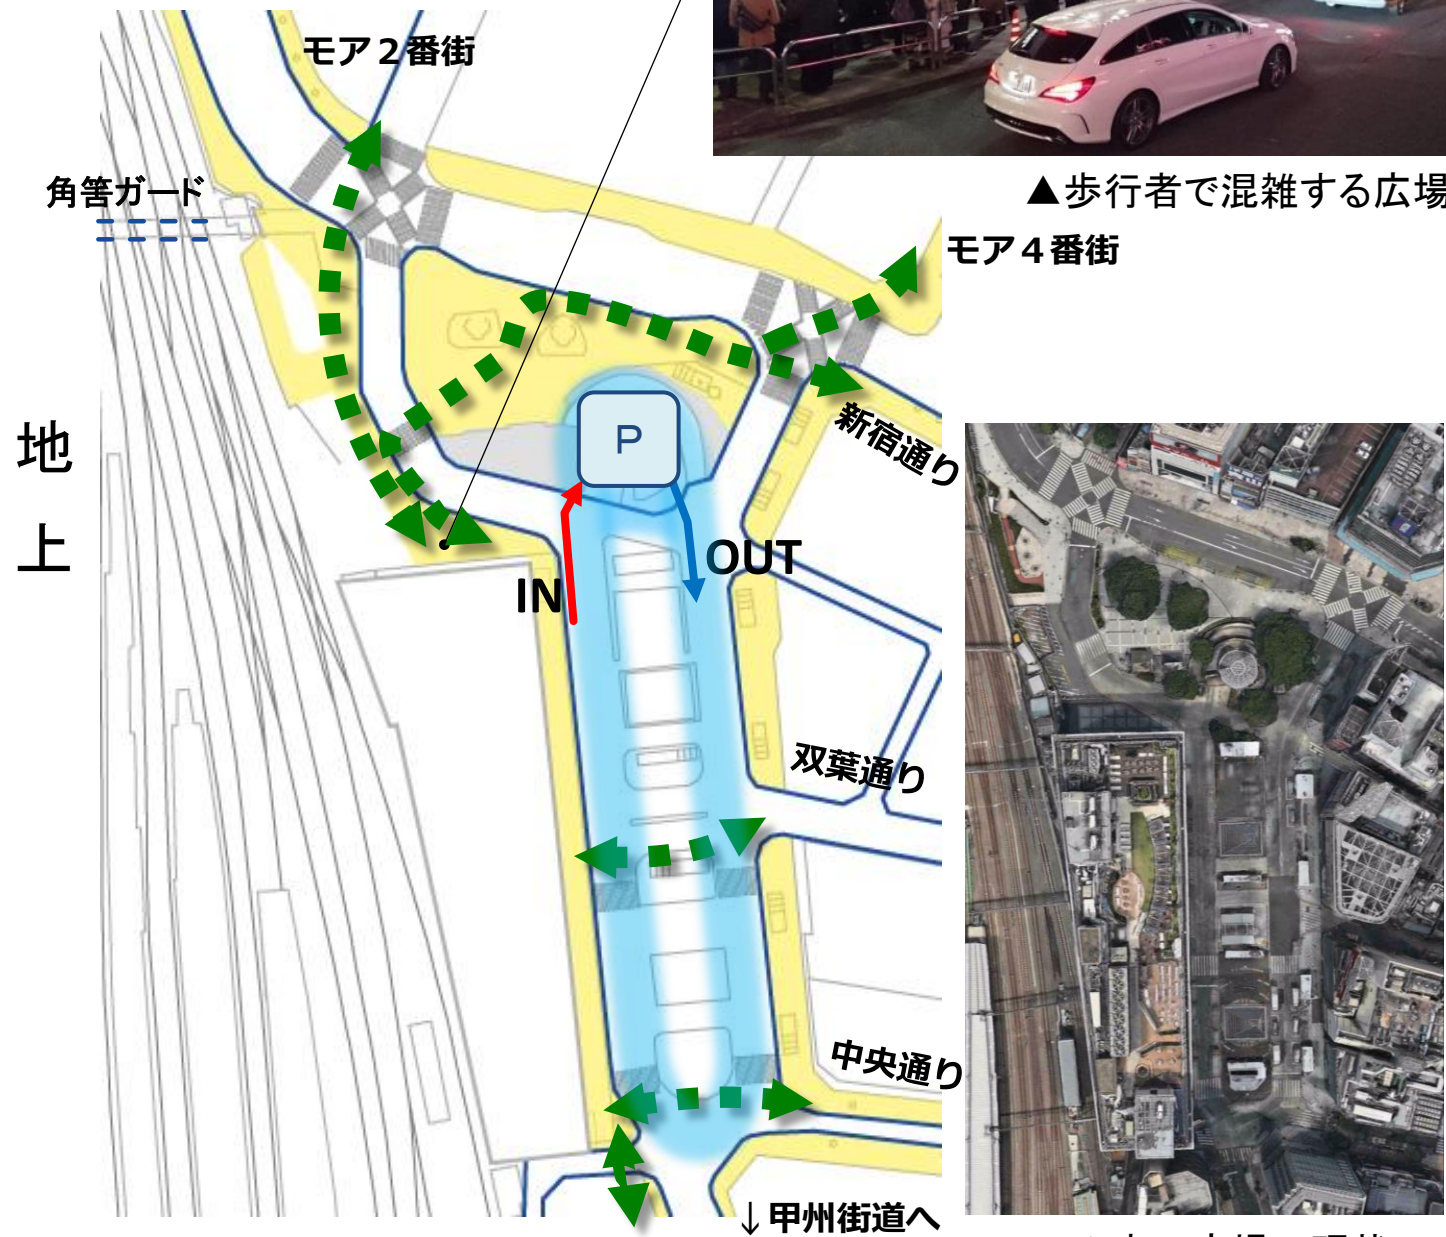 モア２番街
角筈ガード
▲歩行者で混雑する広場
モア４番街
地
上
P
新宿通り
IN
OUT
双葉通り
中央通り
↓甲州街道へ